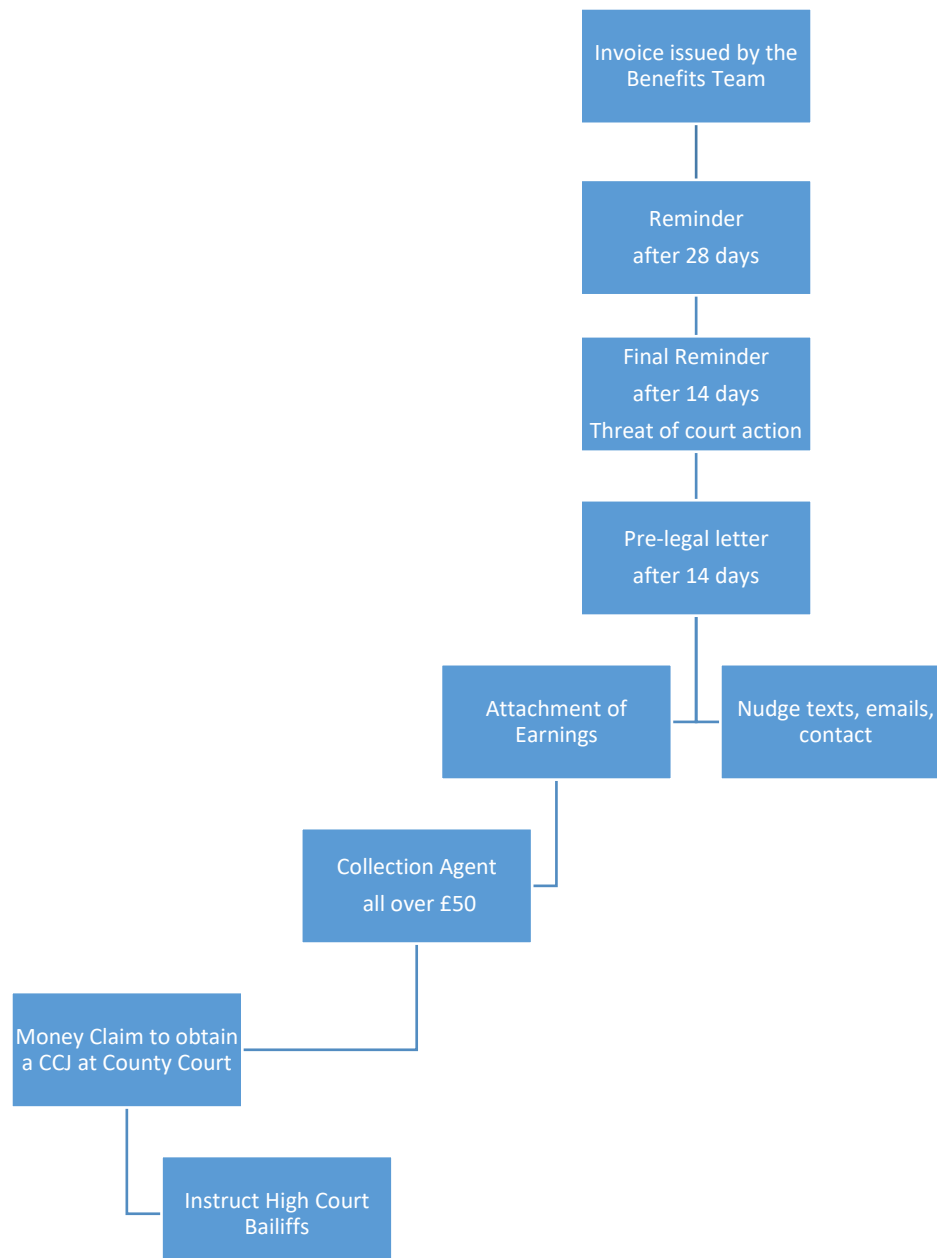 Invoice issued by the
Benefits Team
Reminder
after 28 days
Final Reminder
after 14 days
Threat of court action
Pre-legal letter
after 14 days
Attachment of
Earnings
Nudge texts, emails,
contact
Collection Agent
all over £50
Money Claim to obtain
a CCJ at County Court
Instruct High Court
Bailiffs